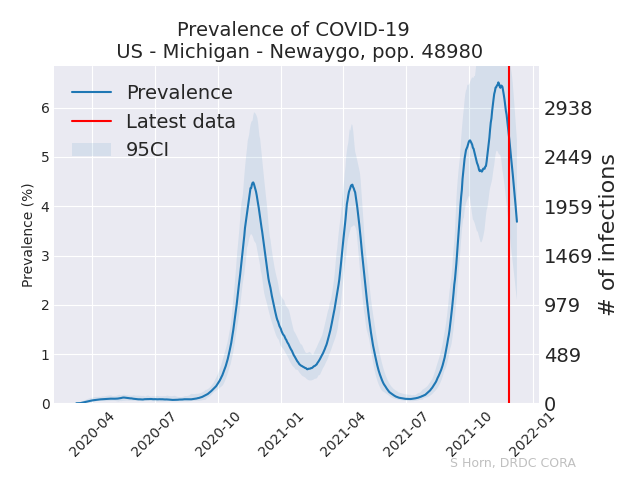 Prevalence of COVID-19
US - Michigan - Newaygo, pop. 48980
Prevalence
Latest data
95CI
Prevalence (%)
6
5
4
3
2
1
0
2938
2449
1959
1469
979
489
0
# of infections
2020-04
2020-07
2020-10
2021-01
2021-04
2021-07
2021-10
2022-01
S Horn, DRDC CORA